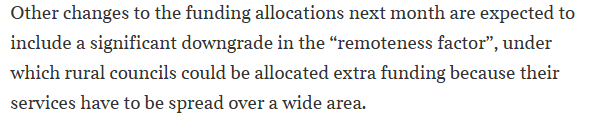 Other changes to the funding allocations next month are expected to
include a significant downgrade in the “remoteness factor”, under
which rural councils could be allocated extra funding because their
services have to be spread over a wide area.